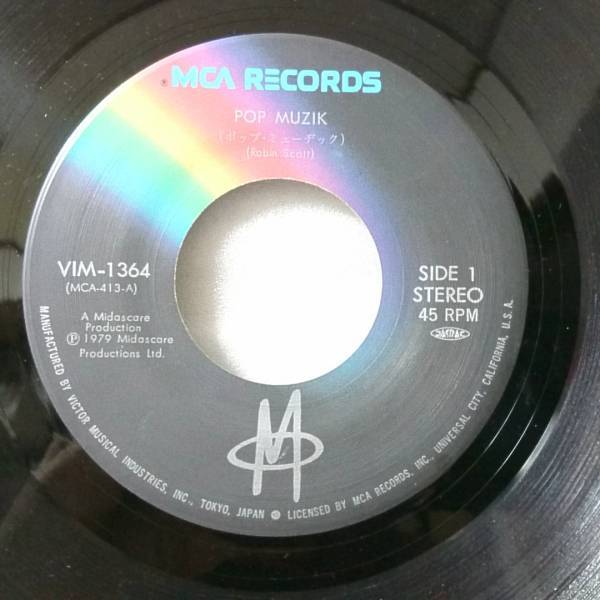 MCA RECORDS
POP MUZIK
(ポップ・ミューヂック)
(Robin Scott)
VIM-1364
(MCA-413-A)
SIDE 1
STEREO
45 RPM
JASRAC
A Midascare
Production
Ⓟ 1979 Midascare
Productions Ltd.
M
MANUFACTURED BY VICTOR MUSICAL INDUSTRIES, INC., TOKYO, JAPAN ● LICENSED BY MCA RECORDS, INC., UNIVERSAL CITY, CALIFORNIA, U.S.A.